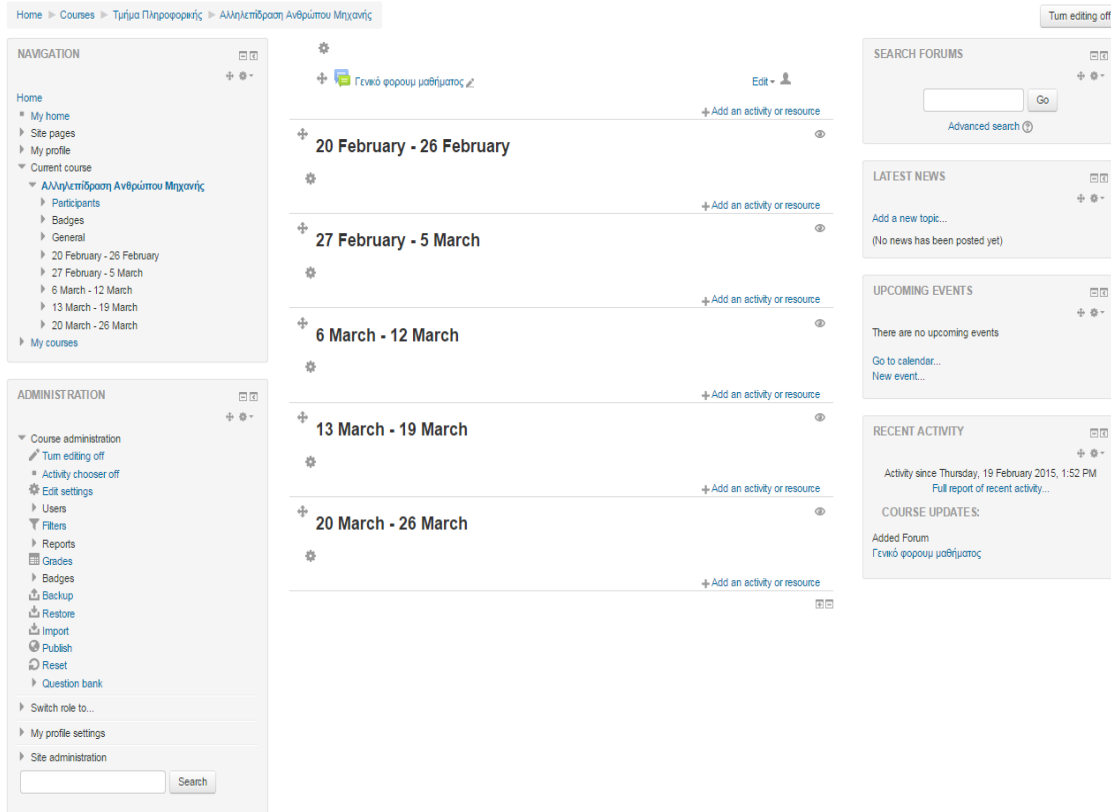 Home Courses Τμήμα Πληροφορικής Αλληλεπίδραση Ανθρώπου Μηχανής
Turn editing off
NAVIGATION
Home
My home
Site pages
My profile
Current course
Αλληλεπίδραση Ανθρώπου Μηχανής
Participants
Badges
General
20 February - 26 February
27 February - 5 March
6 March - 12 March
13 March - 19 March
20 March - 26 March
My courses
ADMINISTRATION
Course administration
Turn editing off
Activity chooser off
Edit settings
Users
Filters
Reports
Grades
Badges
Backup
Restore
Import
Publish
Reset
Question bank
Switch role to...
My profile settings
Site administration
Search
Γενικό φορουμ μαθήματος
Edit
Add an activity or resource
20 February - 26 February
Add an activity or resource
27 February - 5 March
Add an activity or resource
6 March - 12 March
Add an activity or resource
13 March - 19 March
Add an activity or resource
20 March - 26 March
Add an activity or resource
SEARCH FORUMS
Go
Advanced search
LATEST NEWS
Add a new topic...
(No news has been posted yet)
UPCOMING EVENTS
There are no upcoming events
Go to calendar...
New event...
RECENT ACTIVITY
Activity since Thursday, 19 February 2015, 1:52 PM
Full report of recent activity...
COURSE UPDATES:
Added Forum
Γενικό φορουμ μαθήματος